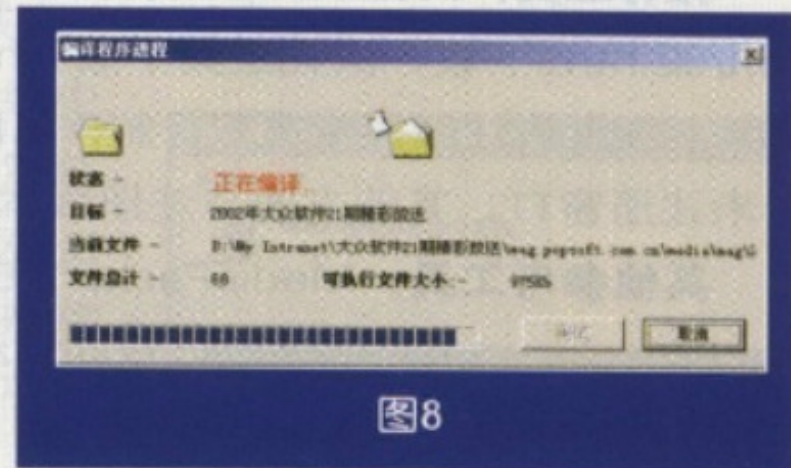 编译程序进程
状态 -
正在编译...
目标 -
2002年大众软件21期精彩放送
当前文件 -
D:\My Intranet\大众软件21期精彩放送\mag.popsoft.com.cn\media\mag\
文件总计 -
68
可执行文件大小 -
取消
图8